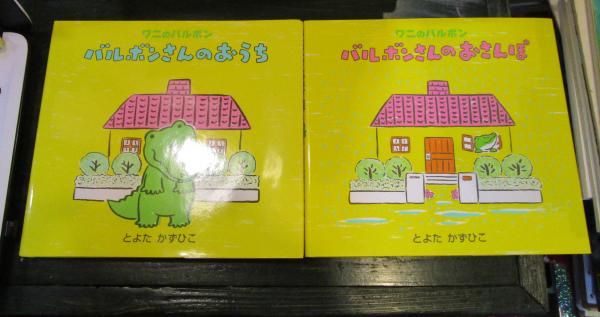 ワニのバルボン
バルボンさんのおうち
とよた かずひこ
ワニのバルボン
バルボンさんのおさんぽ
とよた かずひこ